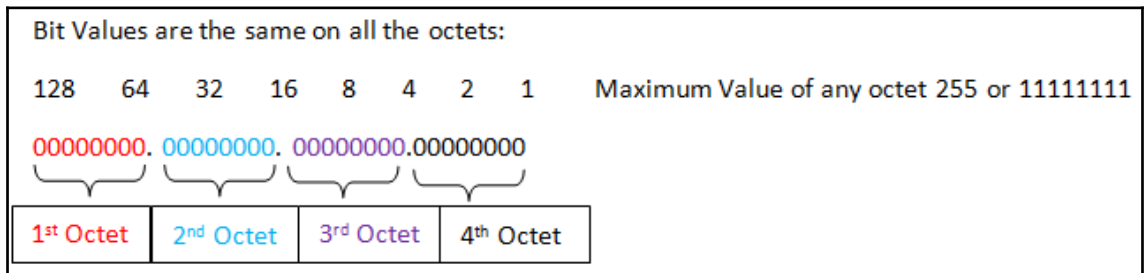 Bit Values are the same on all the octets:
128 64 32 16 8 4 2 1 Maximum Value of any octet 255 or 11111111
00000000. 00000000. 00000000.00000000
1st Octet 2nd Octet 3rd Octet 4th Octet